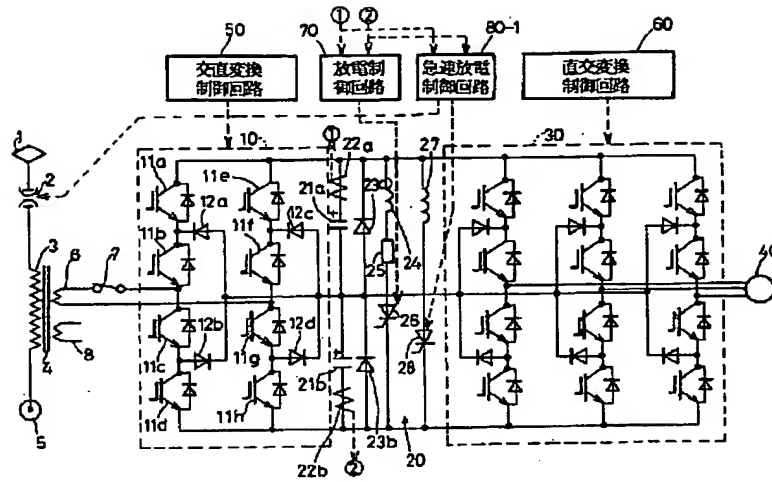 ① ②
50
70
80-1
60
交直変換
制御回路
放電制
御回路
急速放電
制御回路
直交変換
制御回路
1
2
3
4
5
6
7
8
10
11a
11b
11c
11d
11e
11f
11g
11h
12a
12b
12c
12d
①
22a
21a
23a
24
25
26
27
28
21b
22b
23b
②
20
30
40